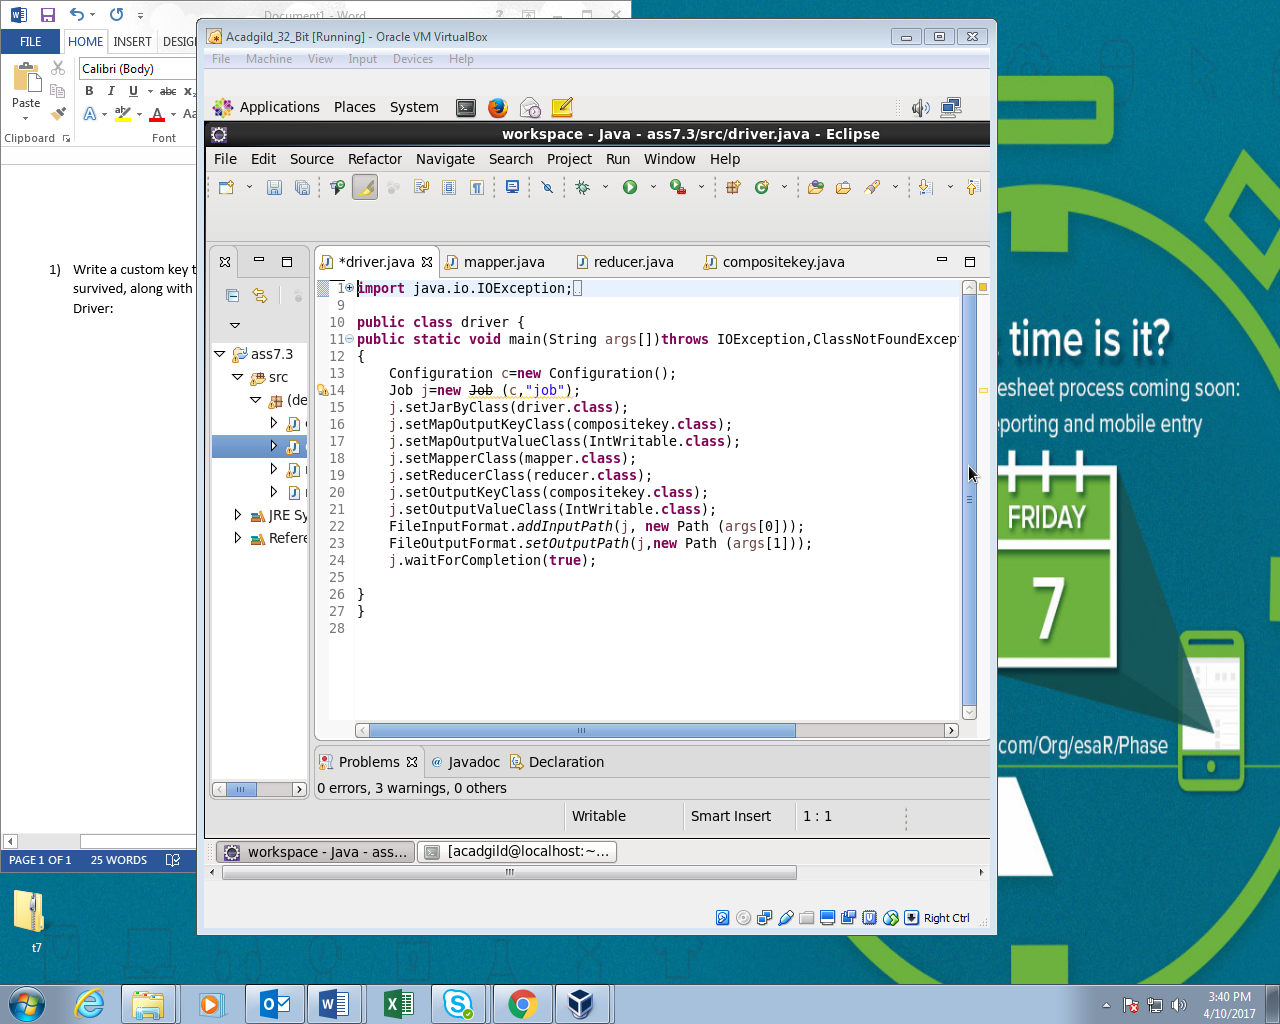 Document1 - Word
FILE
HOME
INSERT
DESIG
Calibri (Body)
B I U abc x
Paste
A A Aa
Clipboard
Font
1) Write a custom key t
survived, along with
Driver:
PAGE 1 OF 1 25 WORDS
Acadgild_32_Bit [Running] - Oracle VM VirtualBox
File Machine View Input Devices Help
Applications Places System
workspace - Java - ass7.3/src/driver.java - Eclipse
File Edit Source Refactor Navigate Search Project Run Window Help
*driver.java mapper.java reducer.java compositekey.java
ass7.3
src
(de
JRE Sy
Refere
1 import java.io.IOException;
9
10 public class driver {
11 public static void main(String args[])throws IOException,ClassNotFoundExcep
12 {
13 Configuration c=new Configuration();
14 Job j=new Job (c,"job");
15 j.setJarByClass(driver.class);
16 j.setMapOutputKeyClass(compositekey.class);
17 j.setMapOutputValueClass(IntWritable.class);
18 j.setMapperClass(mapper.class);
19 j.setReducerClass(reducer.class);
20 j.setOutputKeyClass(compositekey.class);
21 j.setOutputValueClass(IntWritable.class);
22 FileInputFormat.addInputPath(j, new Path (args[0]));
23 FileOutputFormat.setOutputPath(j,new Path (args[1]));
24 j.waitForCompletion(true);
25
26 }
27 }
28
Problems Javadoc Declaration
0 errors, 3 warnings, 0 others
Writable Smart Insert 1 : 1
workspace - Java - ass... [acadgild@localhost:~...
Right Ctrl
time is it?
esheet process coming soon:
eporting and mobile entry
FRIDAY
7
com/Org/esaR/Phase
t7
3:40 PM
4/10/2017